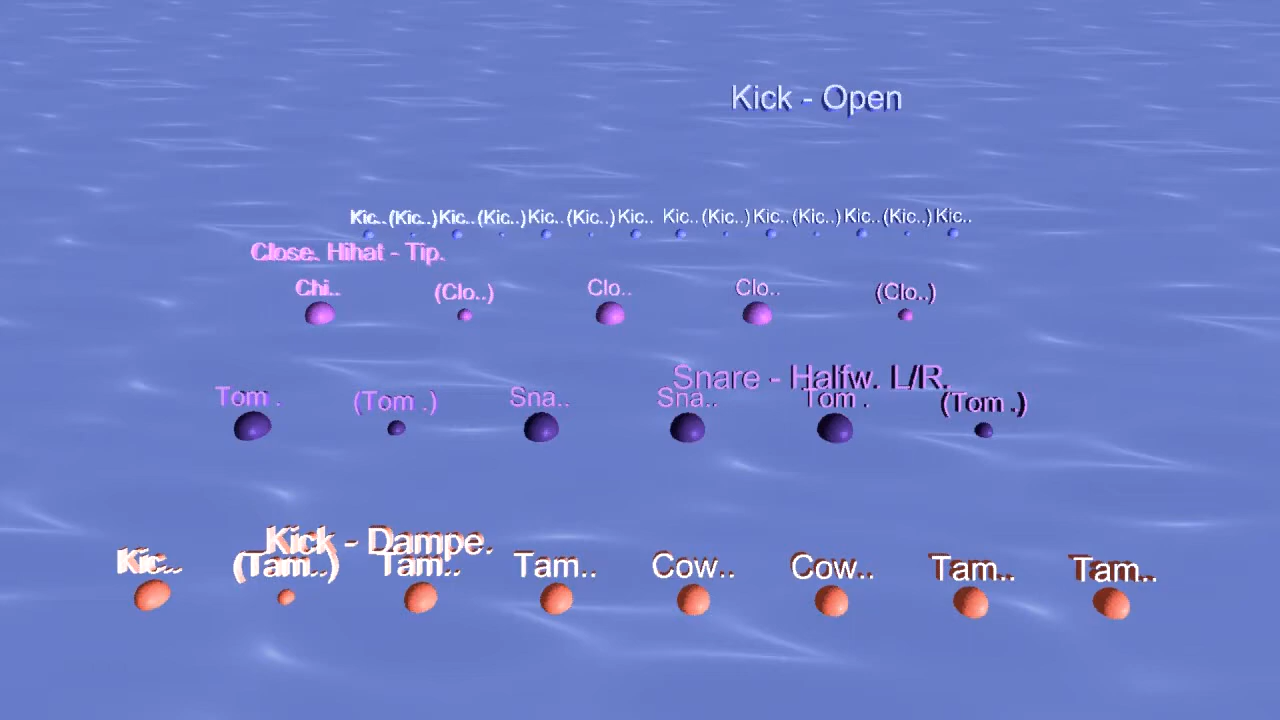 Kick - Open
Kic.. (Kic..) Kic.. (Kic..) Kic.. (Kic..) Kic.. Kic.. (Kic..) Kic.. (Kic..) Kic.. (Kic..) Kic..
Close. Hihat - Tip.
Chi.. (Clo..) Clo.. Clo.. (Clo..)
Snare - Halfw. L/R.
Tom . (Tom .) Sna.. Sna.. Tom . (Tom .)
Kick - Dampe.
Kic.. (Tam..) Tam.. Tam.. Cow.. Cow.. Tam.. Tam..